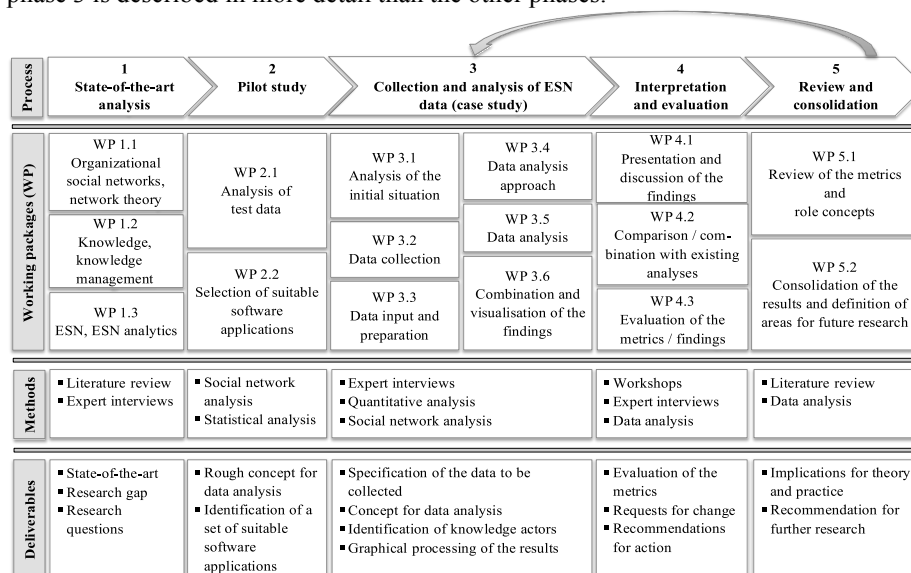 phase 3 is described in more detail than the other phases.
Process
1
State-of-the-art
analysis
2
Pilot study
3
Collection and analysis of ESN
data (case study)
4
Interpretation
and evaluation
5
Review and
consolidation
Working packages (WP)
WP 1.1
Organizational
social networks,
network theory
WP 1.2
Knowledge,
knowledge
management
WP 1.3
ESN, ESN analytics
WP 2.1
Analysis of
test data
WP 2.2
Selection of suitable
software
applications
WP 3.1
Analysis of the
initial situation
WP 3.2
Data collection
WP 3.3
Data input and
preparation
WP 3.4
Data analysis
approach
WP 3.5
Data analysis
WP 3.6
Combination and
visualisation of the
findings
WP 4.1
Presentation and
discussion of the
findings
WP 4.2
Comparison / com-
bination with existing
analyses
WP 4.3
Evaluation of the
metrics / findings
WP 5.1
Review of the metrics
and
role concepts
WP 5.2
Consolidation of the
results and definition of
areas for future research
Methods
▪ Literature review
▪ Expert interviews
▪ Social network
analysis
▪ Statistical analysis
▪ Expert interviews
▪ Quantitative analysis
▪ Social network analysis
▪ Workshops
▪ Expert interviews
▪ Data analysis
▪ Literature review
▪ Data analysis
Deliverables
▪ State-of-the-art
▪ Research gap
▪ Research
questions
▪ Rough concept for
data analysis
▪ Identification of a
set of suitable
software
applications
▪ Specification of the data to be
collected
▪ Concept for data analysis
▪ Identification of knowledge actors
▪ Graphical processing of the results
▪ Evaluation of the
metrics
▪ Requests for change
▪ Recommendations
for action
▪ Implications for theory
and practice
▪ Recommendation for
further research